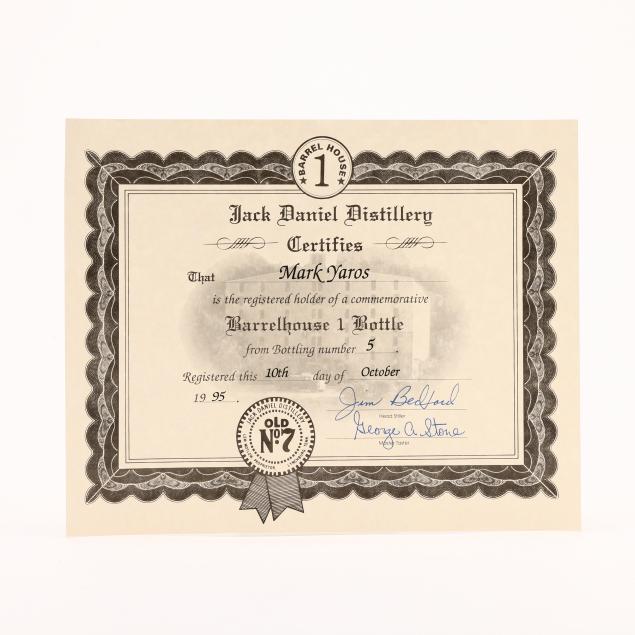 ★ BARREL HOUSE ★
1
Jack Daniel Distillery
Certifies
That Mark Yaros
is the registered holder of a commemorative
Barrelhouse 1 Bottle
from Bottling number 5 .
Registered this 10th day of October
19 95 .
Jim Bedford
Head Stiller
George A Stone
Master Taster
JACK DANIEL DISTILLERY
OLD
No 7